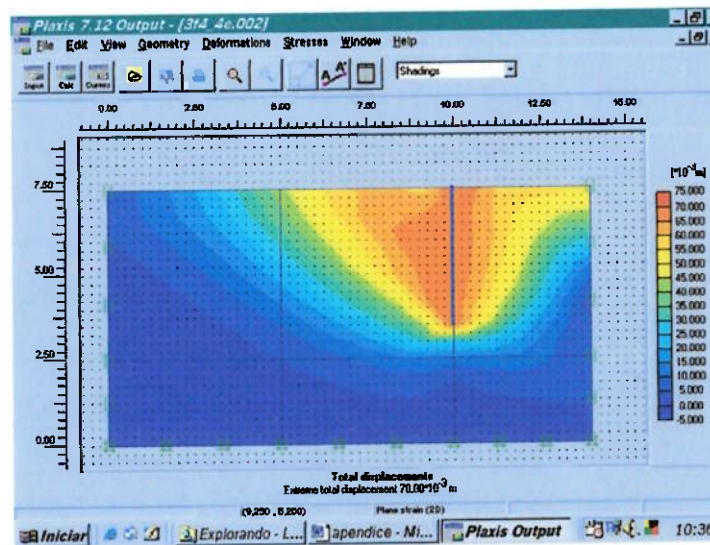 Plaxis 7.12 Output - [3f4_4e.002]
File Edit View Geometry Deformations Stresses Window Help
Input Calc Curves Shadings
0.00 2.50 5.00 7.50 10.00 12.50 15.00
7.50
5.00
2.50
0.00
75.000
70.000
65.000
60.000
55.000
50.000
45.000
40.000
35.000
30.000
25.000
20.000
15.000
10.000
5.000
0.000
-5.000
Total displacements
Extreme total displacement 70.00*10^-3 m
(9,250 , 5,200) Plane strain (2D)
Iniciar Explorando - L... apendice - Mi... Plaxis Output 10:36